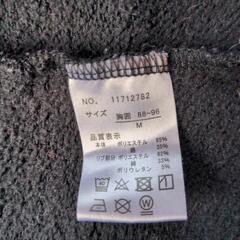 NO. 11712782
サイズ 胸囲 88-96
M
品質表示
本体 ポリエステル 65%
綿 35%
リブ部分 ポリエステル 62%
綿 33%
ポリウレタン 5%